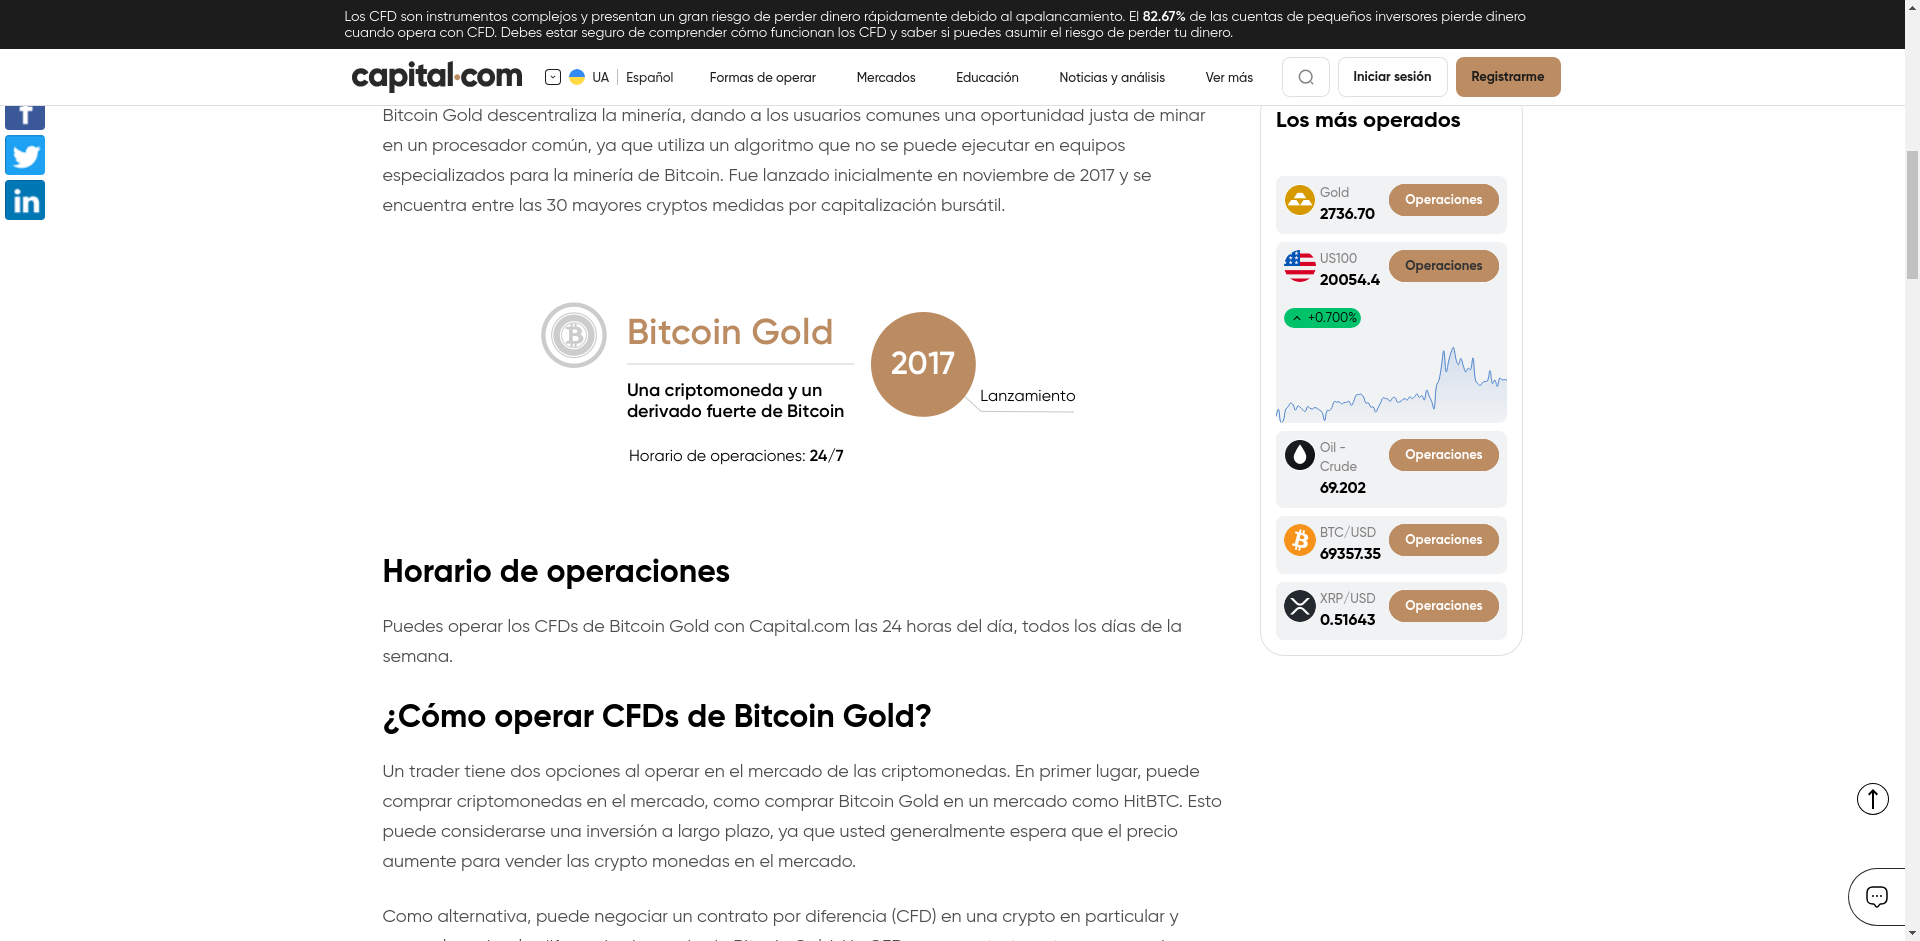 Los CFD son instrumentos complejos y presentan un gran riesgo de perder dinero rápidamente debido al apalancamiento. El 82.67% de las cuentas de pequeños inversores pierde dinero
cuando opera con CFD. Debes estar seguro de comprender cómo funcionan los CFD y saber si puedes asumir el riesgo de perder tu dinero.
capital.com UA Español Formas de operar Mercados Educación Noticias y análisis Ver más Iniciar sesión Registrarme
Bitcoin Gold descentraliza la minería, dando a los usuarios comunes una oportunidad justa de minar
en un procesador común, ya que utiliza un algoritmo que no se puede ejecutar en equipos
especializados para la minería de Bitcoin. Fue lanzado inicialmente en noviembre de 2017 y se
encuentra entre las 30 mayores cryptos medidas por capitalización bursátil.
Bitcoin Gold
Una criptomoneda y un
derivado fuerte de Bitcoin
Horario de operaciones: 24/7
2017
Lanzamiento
Horario de operaciones
Puedes operar los CFDs de Bitcoin Gold con Capital.com las 24 horas del día, todos los días de la
semana.
¿Cómo operar CFDs de Bitcoin Gold?
Un trader tiene dos opciones al operar en el mercado de las criptomonedas. En primer lugar, puede
comprar criptomonedas en el mercado, como comprar Bitcoin Gold en un mercado como HitBTC. Esto
puede considerarse una inversión a largo plazo, ya que usted generalmente espera que el precio
aumente para vender las crypto monedas en el mercado.
Como alternativa, puede negociar un contrato por diferencia (CFD) en una crypto en particular y
Los más operados
Gold
2736.70
Operaciones
US100
20054.4
Operaciones
+0.700%
Oil -
Crude
69.202
Operaciones
BTC/USD
69357.35
Operaciones
XRP/USD
0.51643
Operaciones